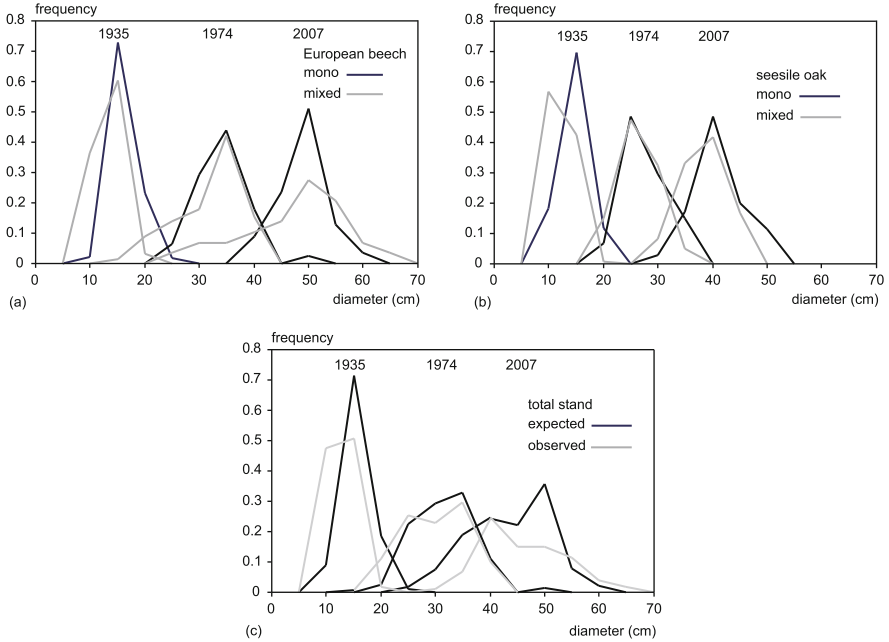 frequency
0.8
0.7
0.6
0.5
0.4
0.3
0.2
0.1
0
1935 1974 2007
European beech
mono
mixed
0 10 20 30 40 50 60 70
(a) diameter (cm)
frequency
0.8
0.7
0.6
0.5
0.4
0.3
0.2
0.1
0
1935 1974 2007
seesile oak
mono
mixed
0 10 20 30 40 50 60 70
(b) diameter (cm)
frequency
0.8
0.7
0.6
0.5
0.4
0.3
0.2
0.1
0
1935 1974 2007
total stand
expected
observed
0 10 20 30 40 50 60 70
(c) diameter (cm)